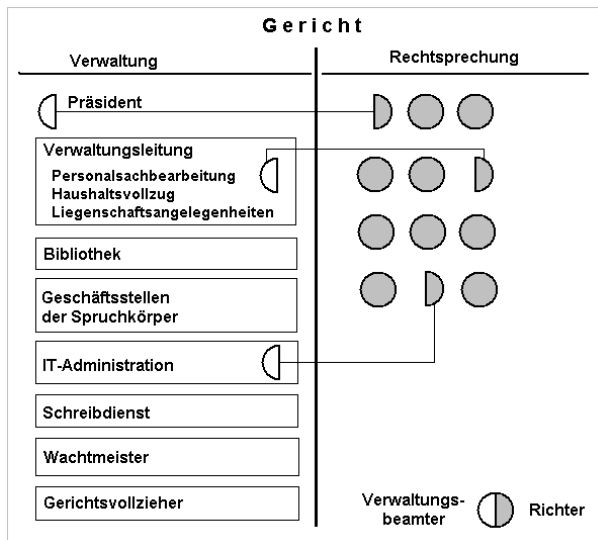 Gericht
Verwaltung
Rechtsprechung
Präsident
Verwaltungsleitung
Personalsachbearbeitung
Haushaltsvollzug
Liegenschaftsangelegenheiten
Bibliothek
Geschäftsstellen
der Spruchkörper
IT-Administration
Schreibdienst
Wachtmeister
Gerichtsvollzieher
Verwaltungs-
beamter
Richter